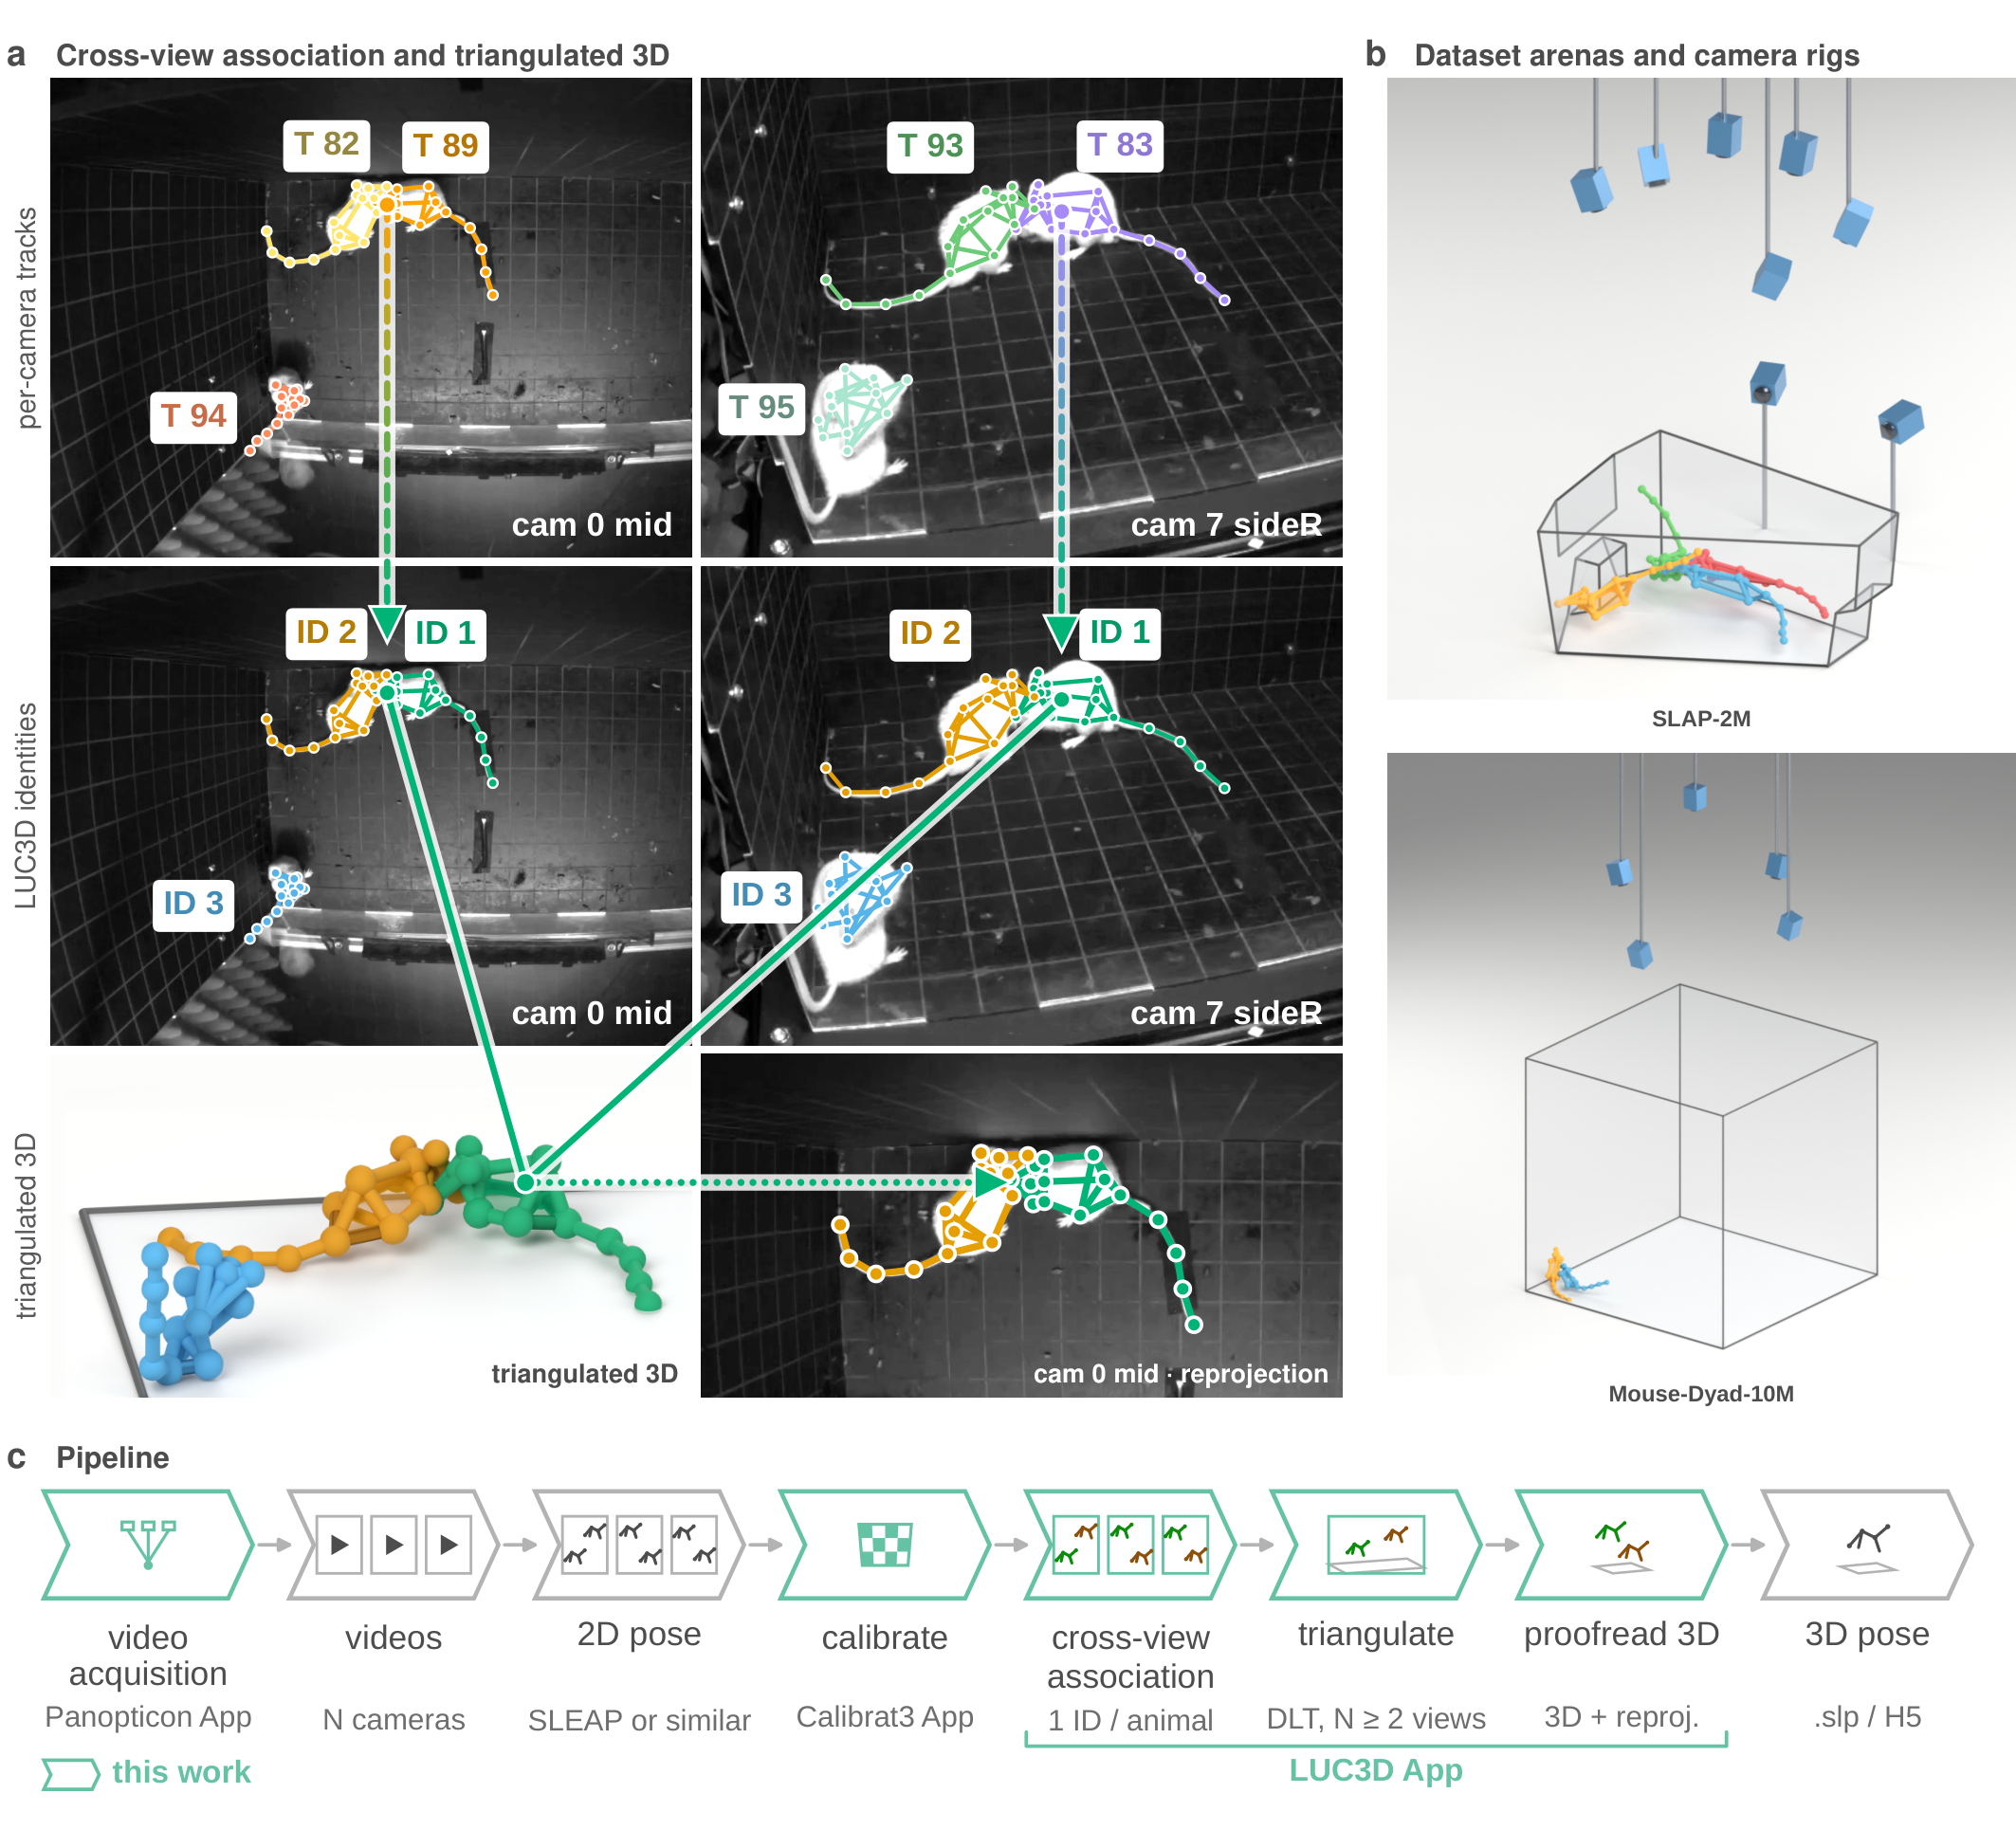 a Cross-view association and triangulated 3D
per-camera tracks
T 82
T 89
T 94
cam 0 mid
T 93
T 83
T 95
cam 7 sideR
LUC3D identities
ID 2
ID 1
ID 3
cam 0 mid
ID 2
ID 1
ID 3
cam 7 sideR
triangulated 3D
triangulated 3D
cam 0 mid · reprojection
b Dataset arenas and camera rigs
SLAP-2M
Mouse-Dyad-10M
c Pipeline
video
acquisition
Panopticon App
videos
N cameras
2D pose
SLEAP or similar
calibrate
Calibrat3 App
cross-view
association
1 ID / animal
triangulate
DLT, N ≥ 2 views
proofread 3D
3D + reproj.
3D pose
.slp / H5
this work
LUC3D App